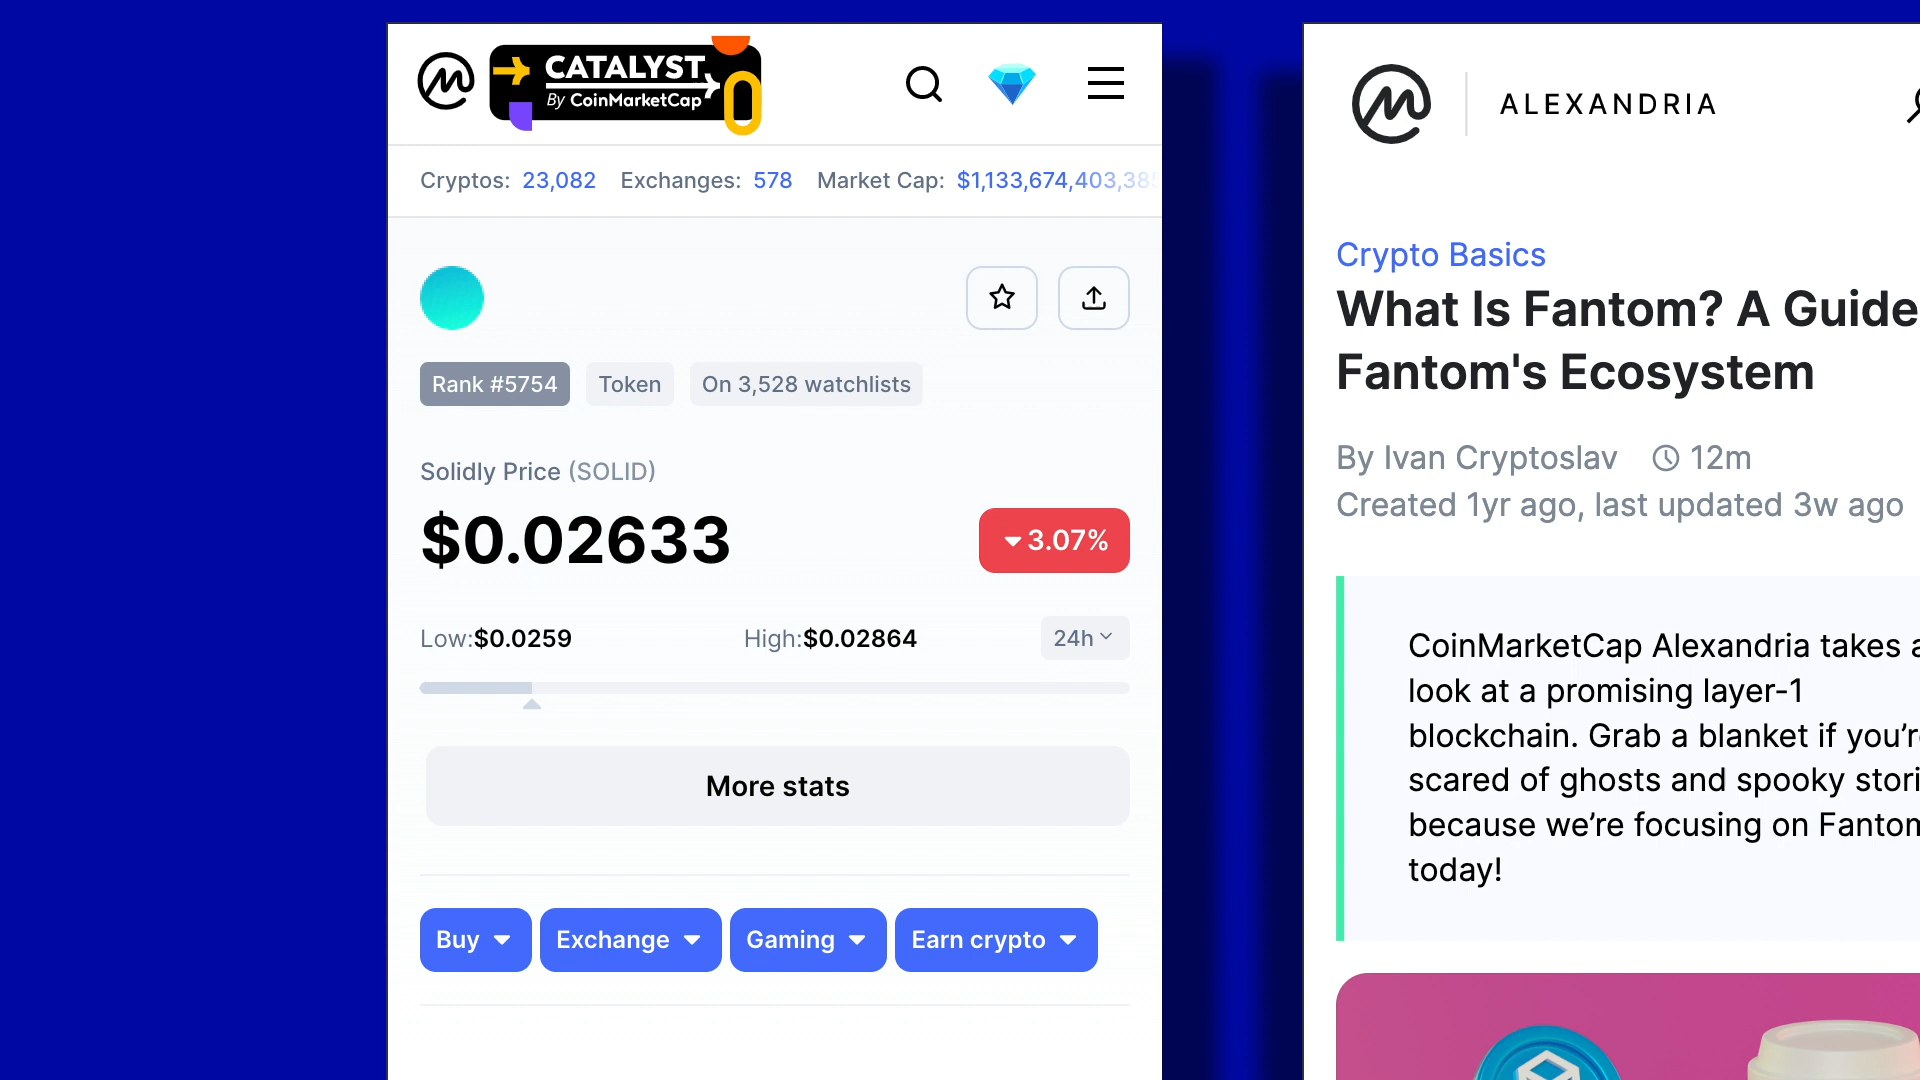 CATALYST
By CoinMarketCap
Cryptos: 23,082 Exchanges: 578 Market Cap: $1,133,674,403,385
Rank #5754 Token On 3,528 watchlists
Solidly Price (SOLID)
$0.02633 3.07%
Low:$0.0259 High:$0.02864 24h
More stats
Buy Exchange Gaming Earn crypto
ALEXANDRIA
Crypto Basics
What Is Fantom? A Guide
Fantom's Ecosystem
By Ivan Cryptoslav 12m
Created 1yr ago, last updated 3w ago
CoinMarketCap Alexandria takes a
look at a promising layer-1
blockchain. Grab a blanket if you're
scared of ghosts and spooky stori
because we're focusing on Fantom
today!